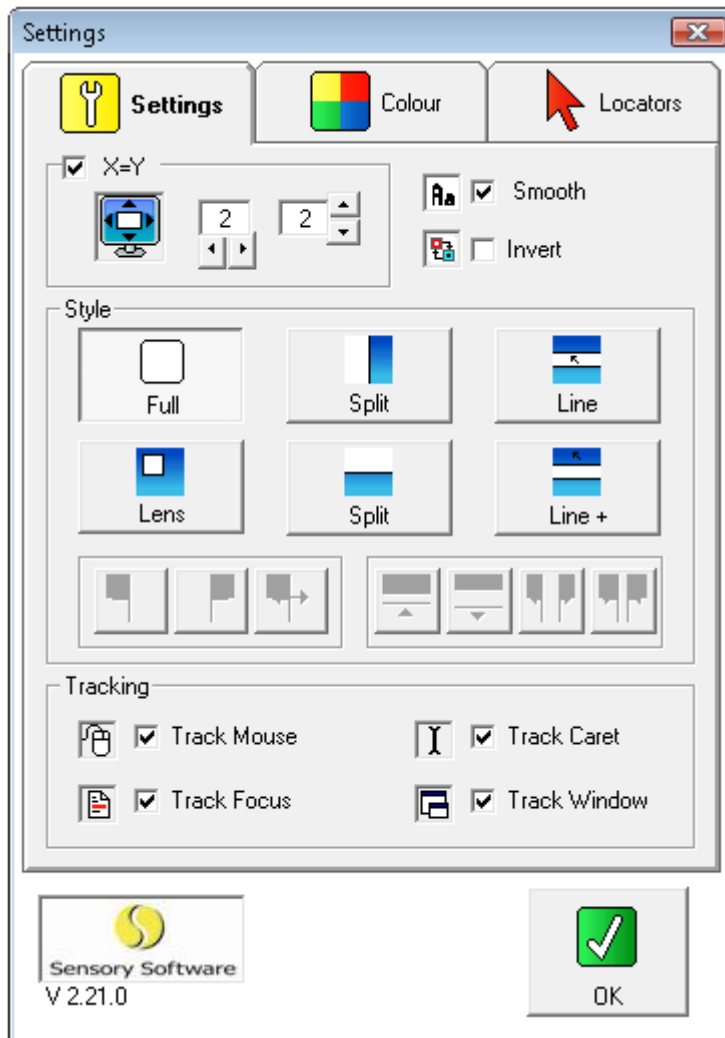 Settings
Settings
Colour
Locators
X=Y
2
2
Aa
Smooth
Invert
Style
Full
Split
Line
Lens
Split
Line +
Tracking
Track Mouse
Track Caret
Track Focus
Track Window
Sensory Software
V 2.21.0
OK